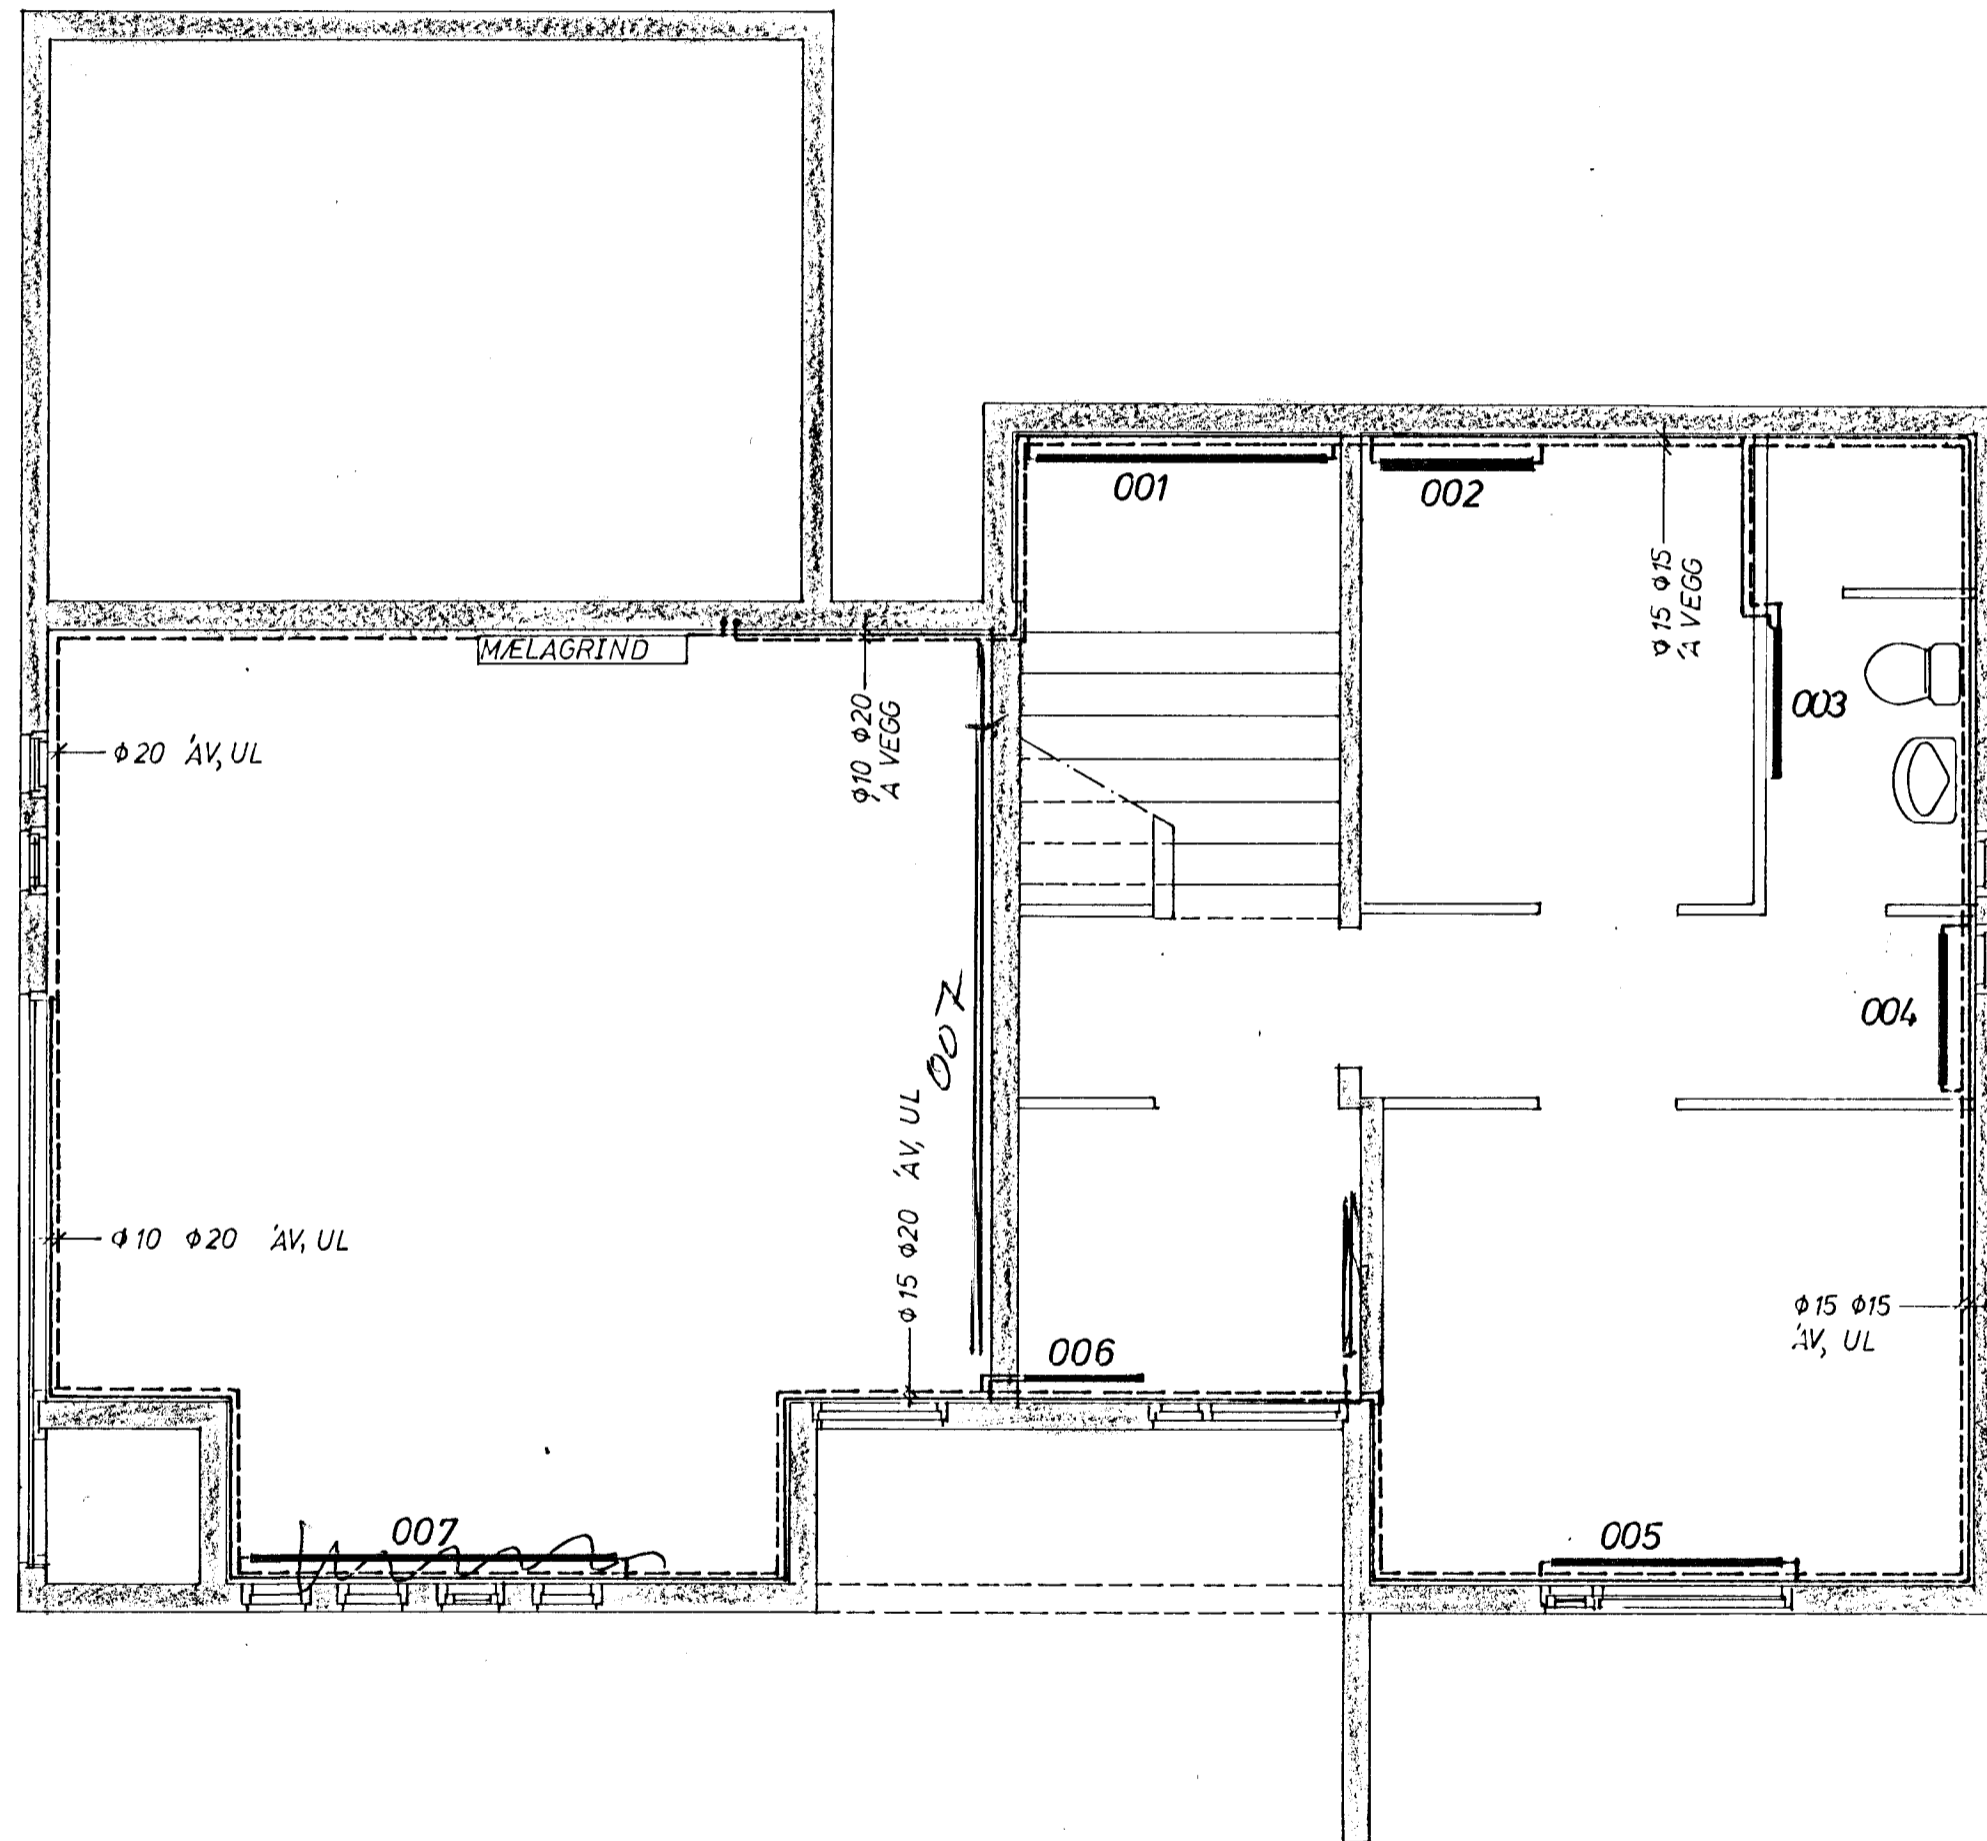 001
002
φ15 φ15
Á VEGG
MÆLAGRIND
φ10 φ20
Á VEGG
003
φ20 ÁV, UL
007
004
φ15 φ20 ÁV, UL
φ10 φ20 ÁV, UL
φ15 φ15
ÁV, UL
006
007
005